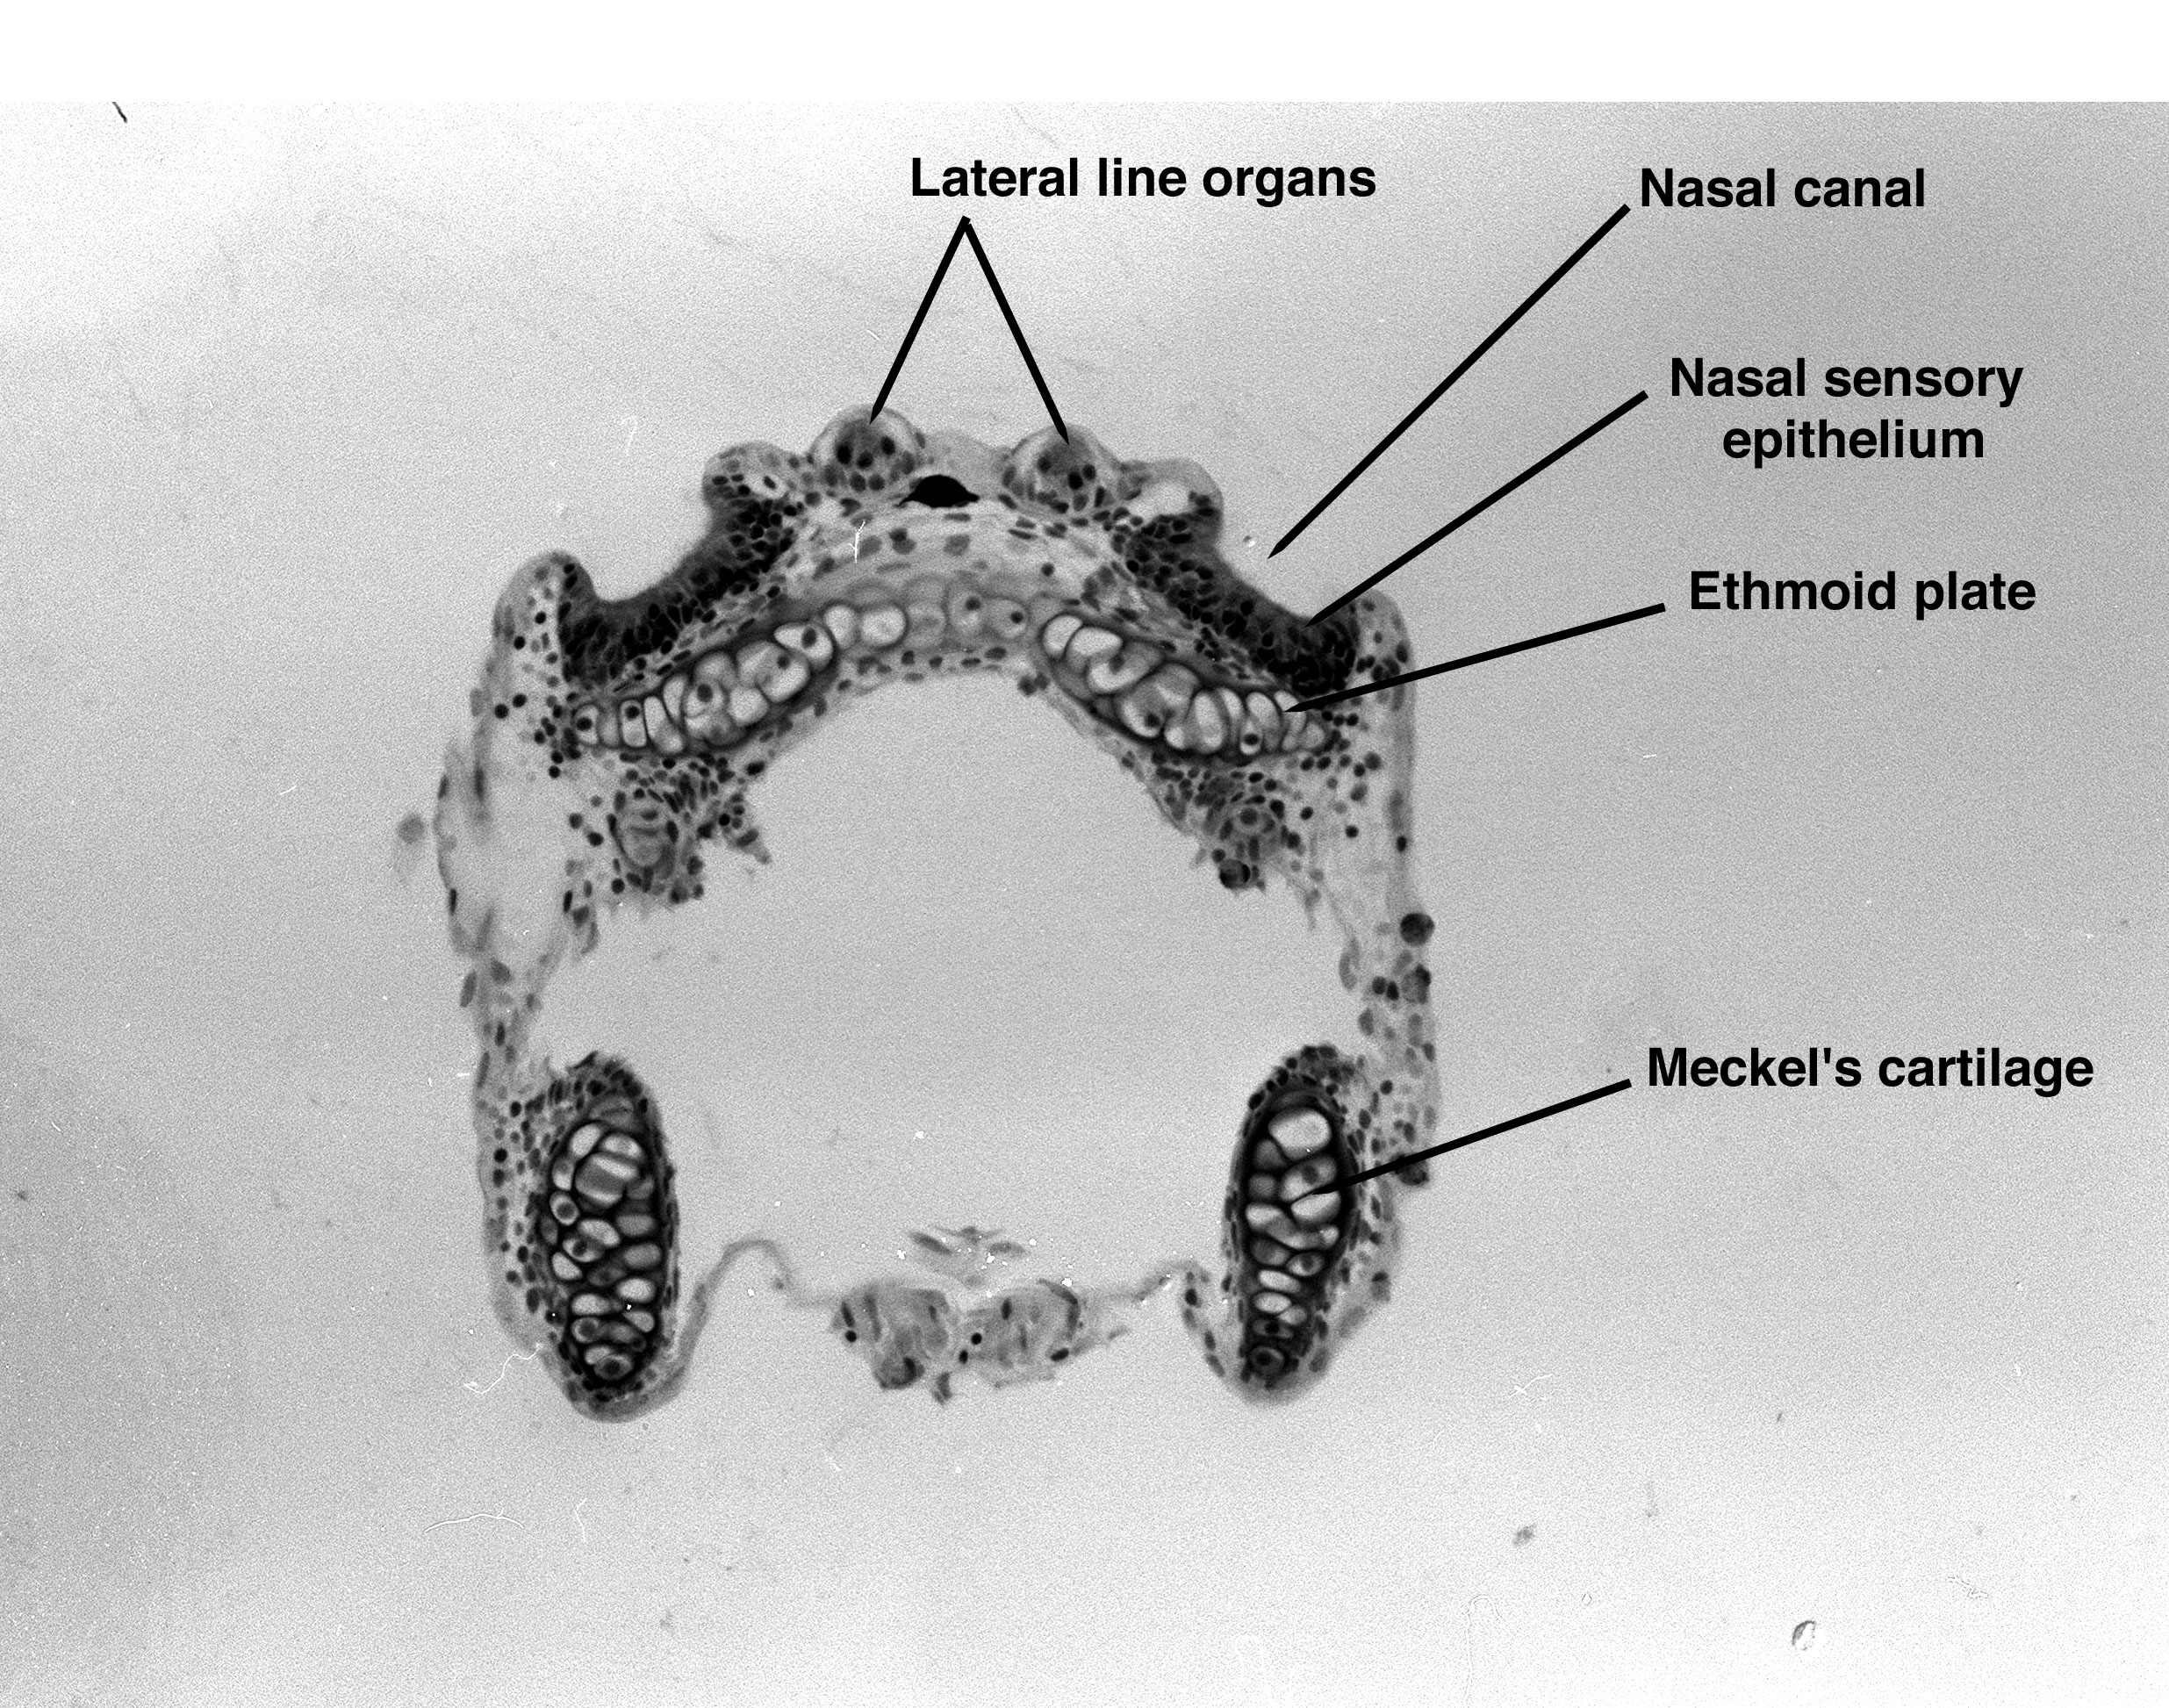 Lateral line organs
Nasal canal
Nasal sensory
epithelium
Ethmoid plate
Meckel's cartilage